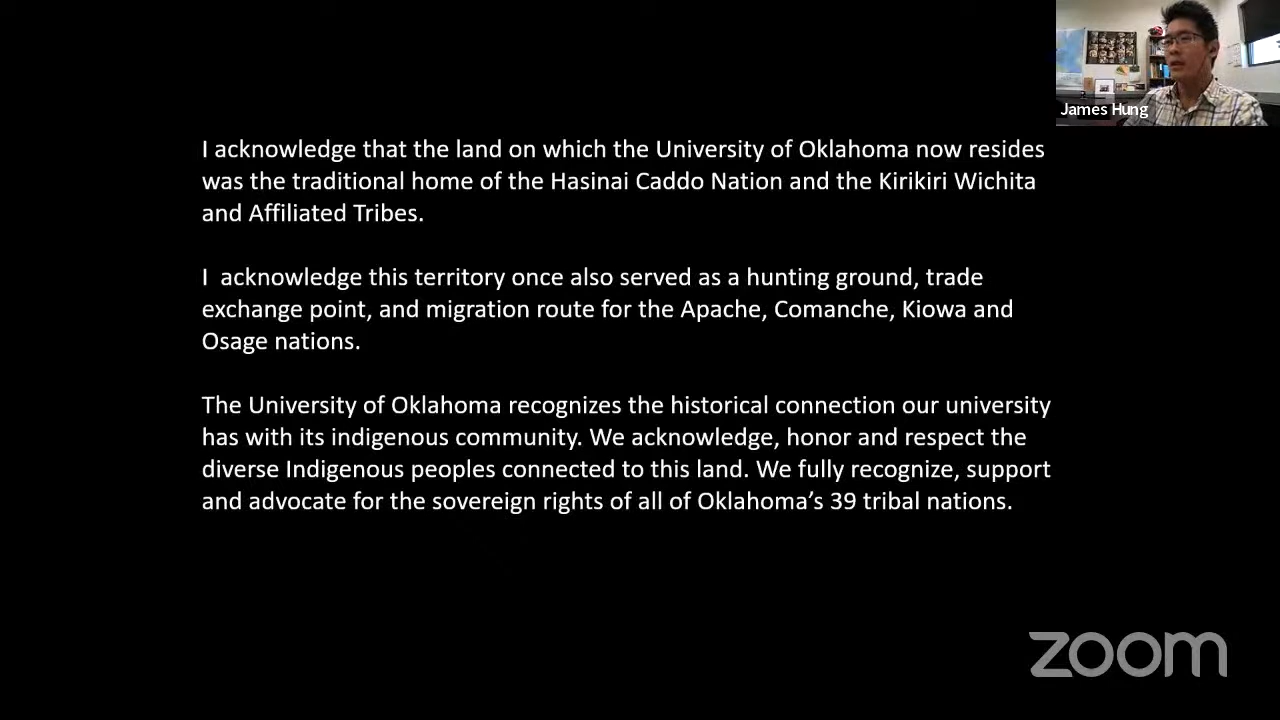 James Hung
I acknowledge that the land on which the University of Oklahoma now resides
was the traditional home of the Hasinai Caddo Nation and the Kirikiri Wichita
and Affiliated Tribes.
I  acknowledge this territory once also served as a hunting ground, trade
exchange point, and migration route for the Apache, Comanche, Kiowa and
Osage nations.
The University of Oklahoma recognizes the historical connection our university
has with its indigenous community. We acknowledge, honor and respect the
diverse Indigenous peoples connected to this land. We fully recognize, support
and advocate for the sovereign rights of all of Oklahoma’s 39 tribal nations.
zoom